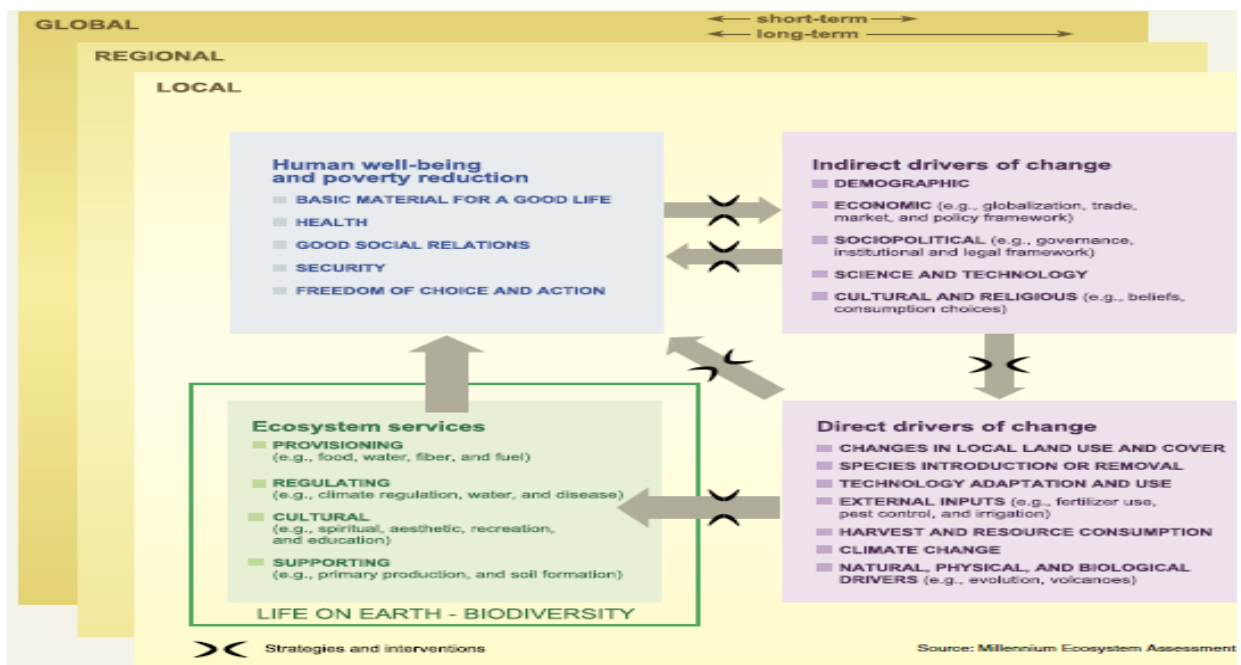 GLOBAL
short-term
long-term
REGIONAL
LOCAL
Human well-being
and poverty reduction
BASIC MATERIAL FOR A GOOD LIFE
HEALTH
GOOD SOCIAL RELATIONS
SECURITY
FREEDOM OF CHOICE AND ACTION
Indirect drivers of change
DEMOGRAPHIC
ECONOMIC (e.g., globalization, trade,
market, and policy framework)
SOCIOPOLITICAL (e.g., governance,
institutional and legal framework)
SCIENCE AND TECHNOLOGY
CULTURAL AND RELIGIOUS (e.g., beliefs,
consumption choices)
Ecosystem services
PROVISIONING
(e.g., food, water, fiber, and fuel)
REGULATING
(e.g., climate regulation, water, and disease)
CULTURAL
(e.g., spiritual, aesthetic, recreation,
and education)
SUPPORTING
(e.g., primary production, and soil formation)
LIFE ON EARTH - BIODIVERSITY
Direct drivers of change
CHANGES IN LOCAL LAND USE AND COVER
SPECIES INTRODUCTION OR REMOVAL
TECHNOLOGY ADAPTATION AND USE
EXTERNAL INPUTS (e.g., fertilizer use,
pest control, and irrigation)
HARVEST AND RESOURCE CONSUMPTION
CLIMATE CHANGE
NATURAL, PHYSICAL, AND BIOLOGICAL
DRIVERS (e.g., evolution, volcanoes)
Strategies and interventions
Source: Millennium Ecosystem Assessment